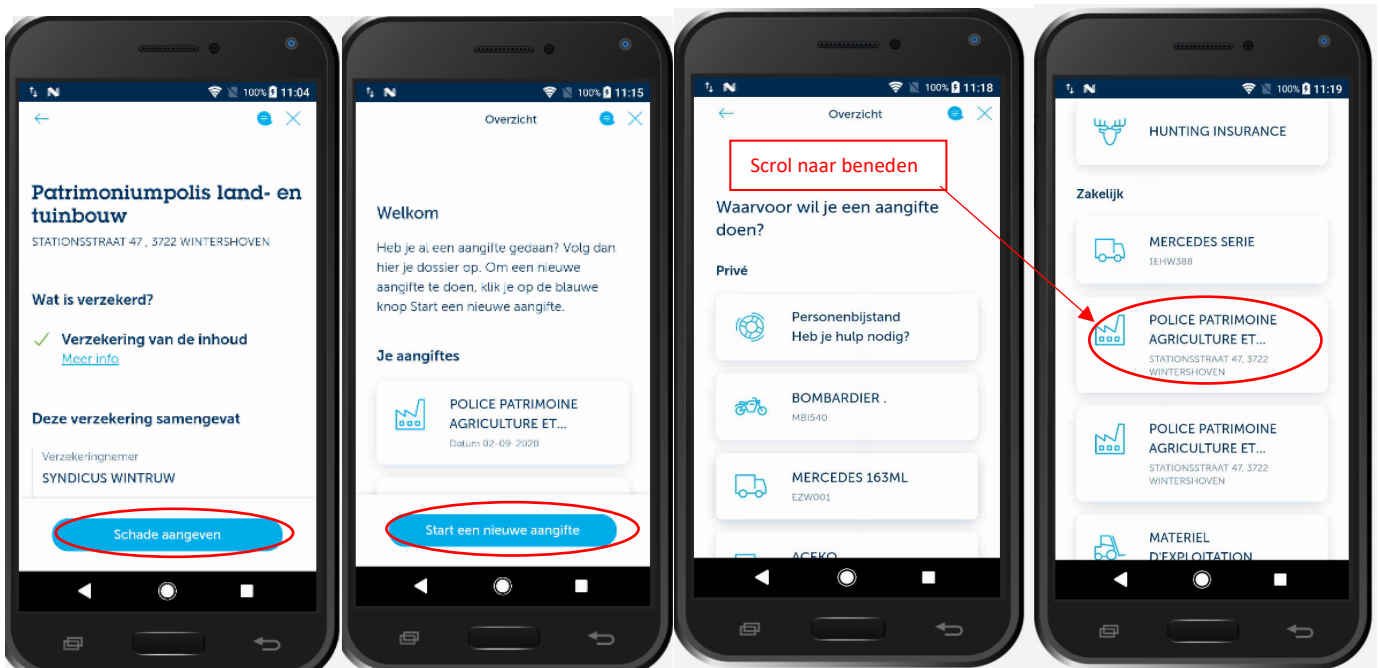 100% 11:04
Patrimoniumpolis land- en
tuinbouw
STATIONSSTRAAT 47 , 3722 WINTERSHOVEN
Wat is verzekerd?
Verzekering van de inhoud
Meer info
Deze verzekering samengevat
Verzekeringnemer
SYNDICUS WINTRUW
Schade aangeven
100% 11:15
Overzicht
Welkom
Heb je al een aangifte gedaan? Volg dan
hier je dossier op. Om een nieuwe
aangifte te doen, klik je op de blauwe
knop Start een nieuwe aangifte.
Je aangiftes
POLICE PATRIMOINE
AGRICULTURE ET...
Datum 02-09-2020
Start een nieuwe aangifte
100% 11:18
Overzicht
Scrol naar beneden
Waarvoor wil je een aangifte
doen?
Privé
Personenbijstand
Heb je hulp nodig?
BOMBARDIER .
MBIS40
MERCEDES 163ML
EZW001
ACEKO
100% 11:19
HUNTING INSURANCE
Zakelijk
MERCEDES SERIE
1EHW388
POLICE PATRIMOINE
AGRICULTURE ET...
STATIONSSTRAAT 47, 3722
WINTERSHOVEN
POLICE PATRIMOINE
AGRICULTURE ET...
STATIONSSTRAAT 47, 3722
WINTERSHOVEN
MATERIEL
D'EXPLOITATION